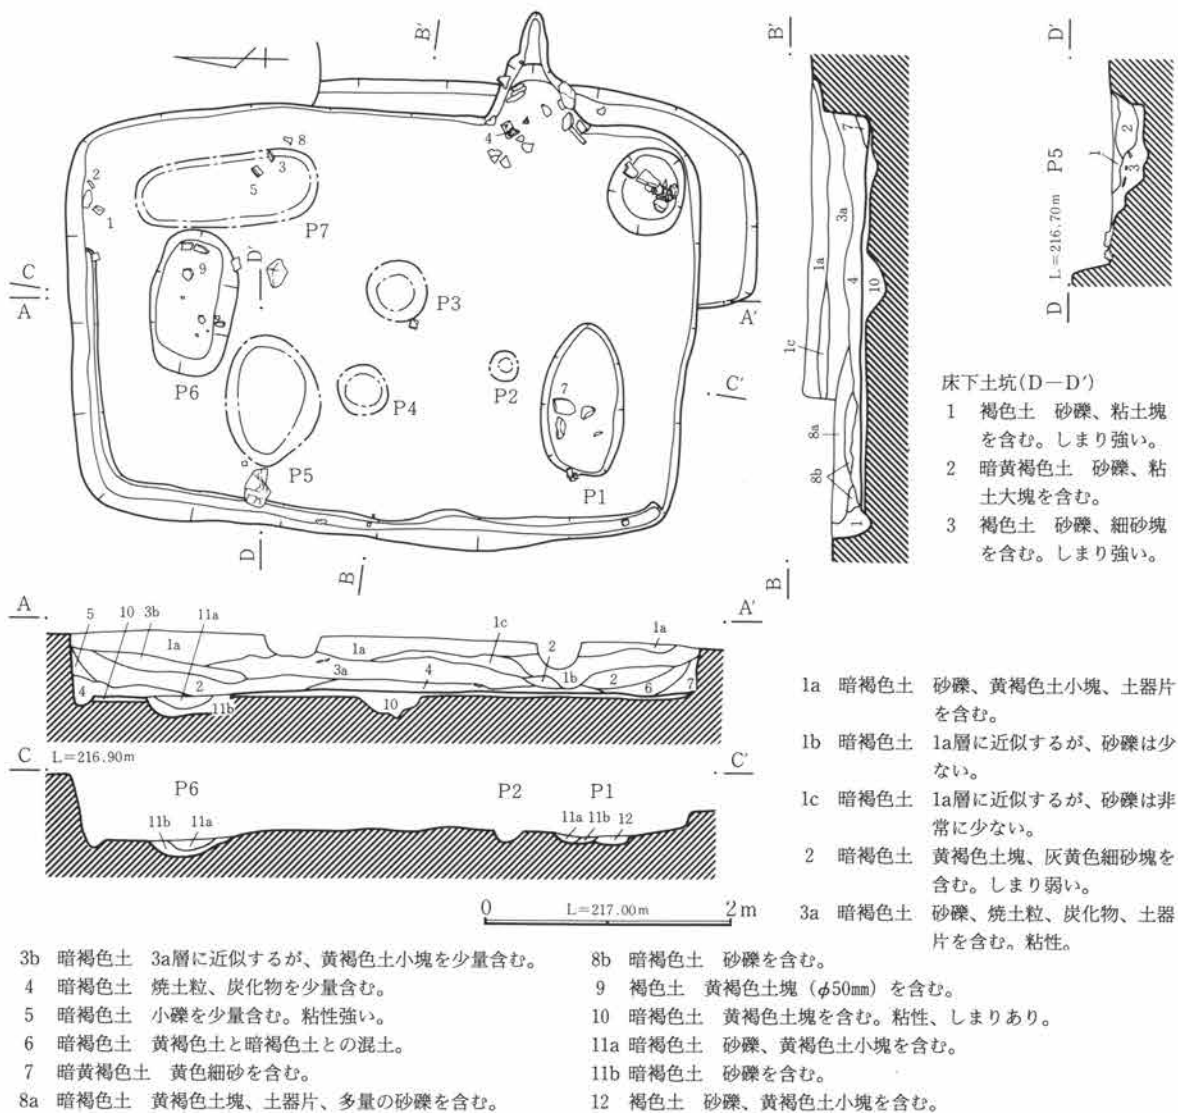 B′
B′
D′
4
8
3
5
2
1
P7
D′
9
P3
C
A
A′
P6
P4
P2
C′
7
P5
P1
D
B
7
3a
1a
4
10
1c
8a
8b
1
B
2
1
3
P5
L=216.70m
D
床下土坑(D－D′)
1 褐色土 砂礫、粘土塊
を含む。しまり強い。
2 暗黄褐色土 砂礫、粘
土大塊を含む。
3 褐色土 砂礫、細砂塊
を含む。しまり強い。
A
5 10 3b 11a
1a
1a
1c
2
1a
A′
3a
4
1b
2
4
2
11b
10
6
7
C L=216.90m
C′
P6
P2
P1
11b 11a
11a 11b 12
0 L=217.00m 2m
1a 暗褐色土 砂礫、黄褐色土小塊、土器片
を含む。
1b 暗褐色土 1a層に近似するが、砂礫は少
ない。
1c 暗褐色土 1a層に近似するが、砂礫は非
常に少ない。
2 暗褐色土 黄褐色土塊、灰黄色細砂塊を
含む。しまり弱い。
3a 暗褐色土 砂礫、焼土粒、炭化物、土器
片を含む。粘性。
3b 暗褐色土 3a層に近似するが、黄褐色土小塊を少量含む。
4 暗褐色土 焼土粒、炭化物を少量含む。
5 暗褐色土 小礫を少量含む。粘性強い。
6 暗褐色土 黄褐色土と暗褐色土との混土。
7 暗黄褐色土 黄色細砂を含む。
8a 暗褐色土 黄褐色土塊、土器片、多量の砂礫を含む。
8b 暗褐色土 砂礫を含む。
9 褐色土 黄褐色土塊（φ50mm）を含む。
10 暗褐色土 黄褐色土塊を含む。粘性、しまりあり。
11a 暗褐色土 砂礫、黄褐色土小塊を含む。
11b 暗褐色土 砂礫を含む。
12 褐色土 砂礫、黄褐色土小塊を含む。